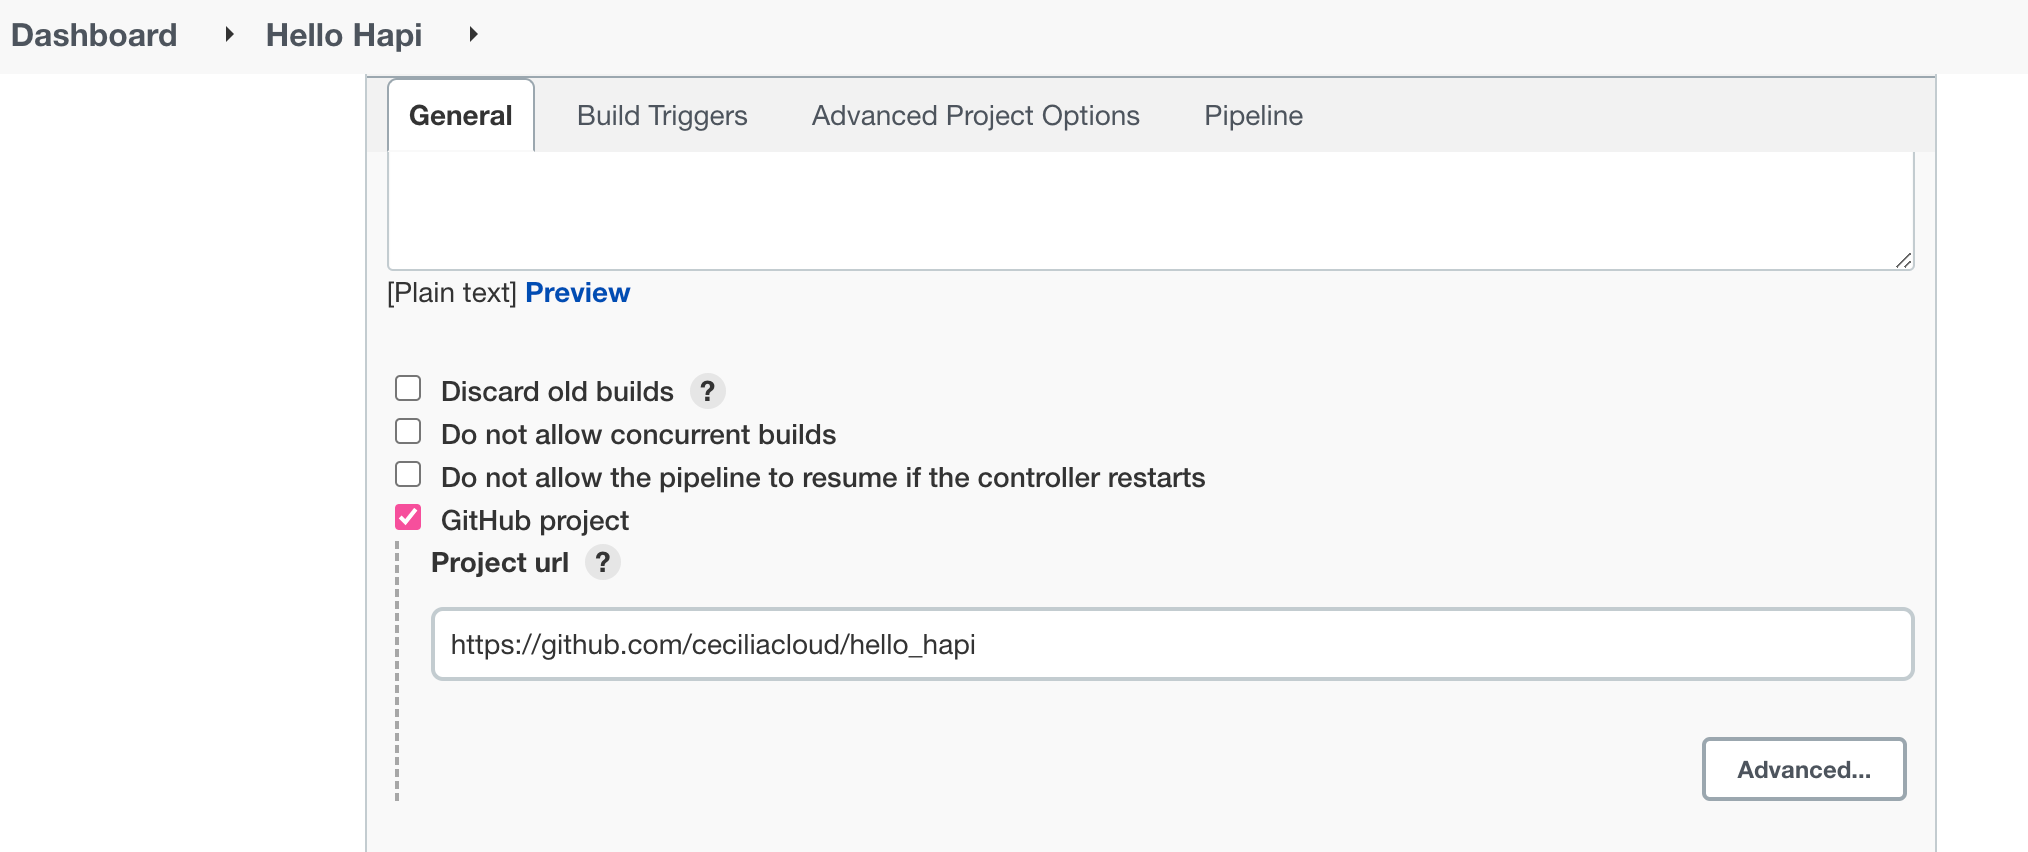 Dashboard Hello Hapi
General Build Triggers Advanced Project Options Pipeline
[Plain text] Preview
Discard old builds ?
Do not allow concurrent builds
Do not allow the pipeline to resume if the controller restarts
GitHub project
Project url ?
https://github.com/ceciliacloud/hello_hapi
Advanced...